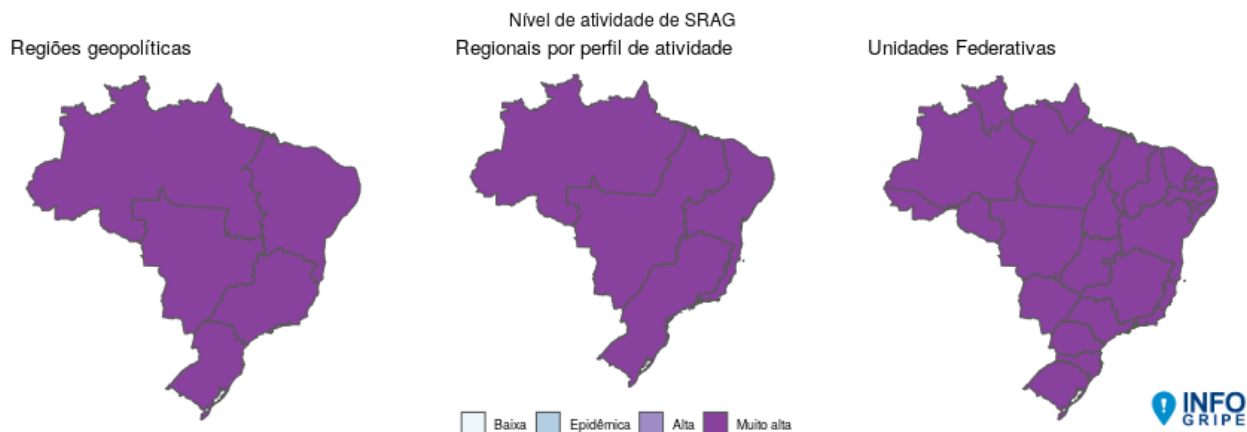 Nível de atividade de SRAG
Regiões geopolíticas
Regionais por perfil de atividade
Unidades Federativas
Baixa
Epidêmica
Alta
Muito alta
INFO
GRIPE